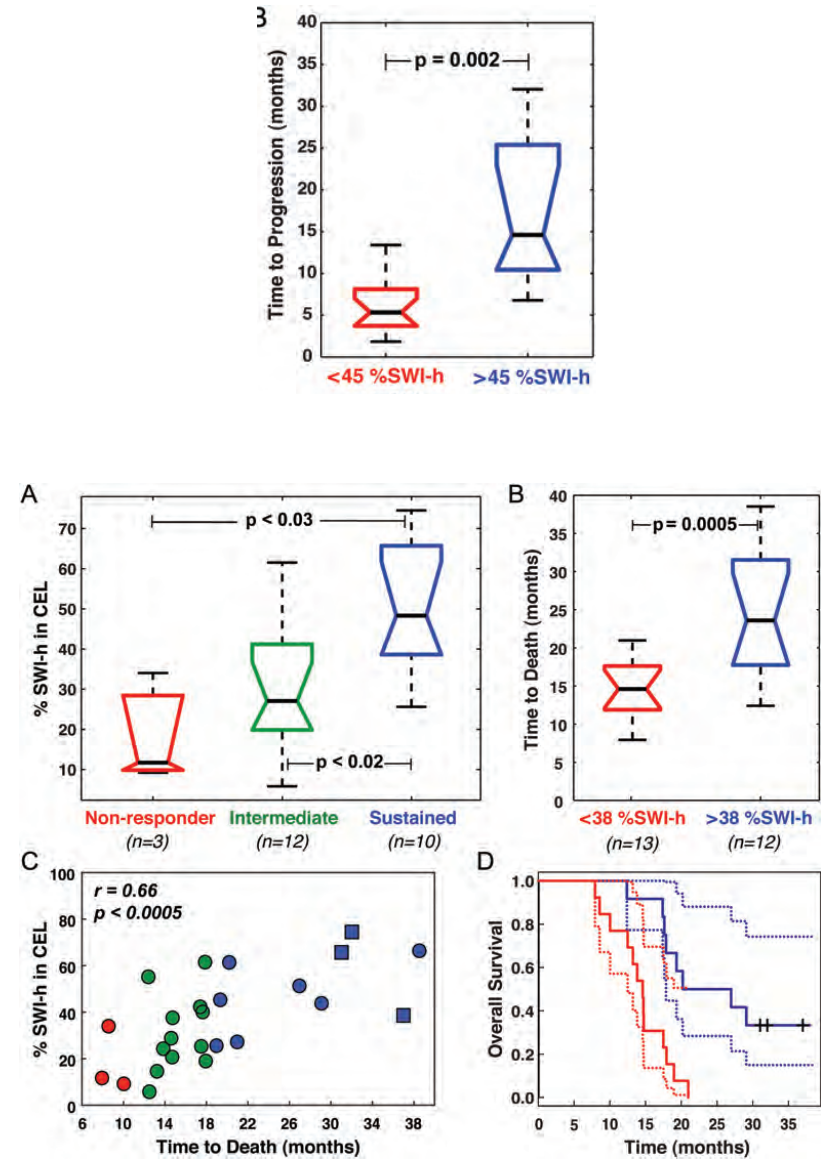 B
40
35
30
25
20
15
10
5
0
Time to Progression (months)
p = 0.002
<45 %SWI-h >45 %SWI-h
A
70
60
50
40
30
20
10
% SWI-h in CEL
p < 0.03
p < 0.02
Non-responder Intermediate Sustained
(n=3) (n=12) (n=10)
B
40
35
30
25
20
15
10
5
0
Time to Death (months)
p = 0.0005
<38 %SWI-h >38 %SWI-h
(n=13) (n=12)
C
100
80
60
40
20
0
% SWI-h in CEL
r = 0.66
p < 0.0005
6 10 14 18 22 26 30 34 38
Time to Death (months)
D
1.0
0.8
0.6
0.4
0.2
0.0
Overall Survival
0 5 10 15 20 25 30 35
Time (months)